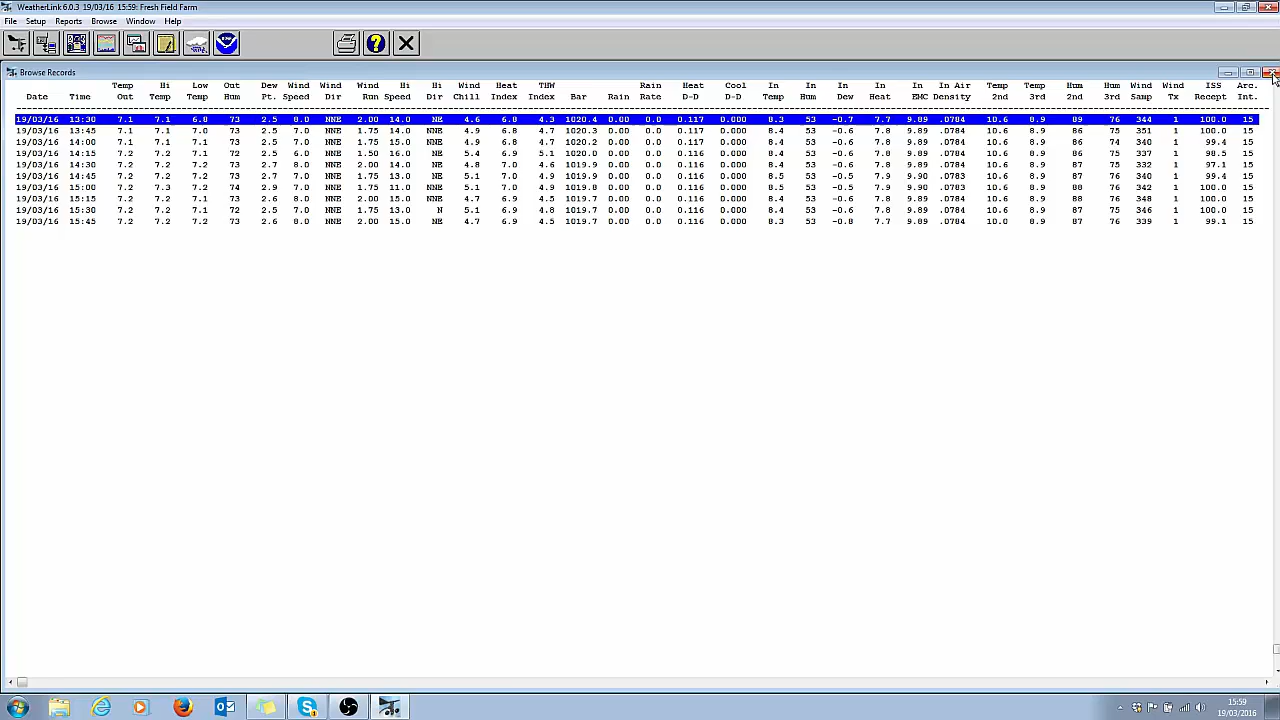 WeatherLink 6.0.3 19/03/16 15:59: Fresh Field Farm
File Setup Reports Browse Window Help
Browse Records
Temp Hi Low Out Dew Wind Wind Wind Hi Hi Wind Heat THW Rain Heat Cool In In In In In In Air Temp Temp Hum Hum Wind Wind ISS Arc.
Date Time Out Temp Temp Hum Pt. Speed Dir Run Speed Dir Chill Index Index Bar Rain Rate D-D D-D Temp Hum Dew Heat EMC Density 2nd 3rd 2nd 3rd Samp Tx Recept Int.
19/03/16 13:30 7.1 7.1 6.8 73 2.5 8.0 NNE 2.00 14.0 NE 4.6 6.8 4.3 1020.4 0.00 0.0 0.117 0.000 8.3 53 -0.7 7.7 9.89 .0784 10.6 8.9 89 76 344 1 100.0 15
19/03/16 13:45 7.1 7.1 7.0 73 2.5 7.0 NNE 1.75 14.0 NNE 4.9 6.8 4.7 1020.3 0.00 0.0 0.117 0.000 8.4 53 -0.6 7.8 9.89 .0784 10.6 8.9 86 75 351 1 100.0 15
19/03/16 14:00 7.1 7.1 7.1 73 2.5 7.0 NNE 1.75 15.0 NNE 4.9 6.8 4.7 1020.2 0.00 0.0 0.117 0.000 8.4 53 -0.6 7.8 9.89 .0784 10.6 8.9 86 74 340 1 99.4 15
19/03/16 14:15 7.2 7.2 7.1 72 2.5 6.0 NNE 1.50 16.0 NE 5.4 6.9 5.1 1020.0 0.00 0.0 0.116 0.000 8.4 53 -0.6 7.8 9.89 .0784 10.6 8.9 86 75 337 1 98.5 15
19/03/16 14:30 7.2 7.2 7.2 73 2.7 8.0 NNE 2.00 14.0 NE 4.8 7.0 4.6 1019.9 0.00 0.0 0.116 0.000 8.4 53 -0.6 7.8 9.89 .0784 10.6 8.9 87 75 332 1 97.1 15
19/03/16 14:45 7.2 7.2 7.2 73 2.7 7.0 NNE 1.75 13.0 NE 5.1 7.0 4.9 1019.9 0.00 0.0 0.116 0.000 8.5 53 -0.5 7.9 9.90 .0783 10.6 8.9 87 76 340 1 99.4 15
19/03/16 15:00 7.2 7.3 7.2 74 2.9 7.0 NNE 1.75 11.0 NNE 5.1 7.0 4.9 1019.8 0.00 0.0 0.116 0.000 8.5 53 -0.5 7.9 9.90 .0783 10.6 8.9 88 76 342 1 100.0 15
19/03/16 15:15 7.2 7.2 7.1 73 2.6 8.0 NNE 2.00 15.0 NNE 4.7 6.9 4.5 1019.7 0.00 0.0 0.116 0.000 8.4 53 -0.6 7.8 9.89 .0784 10.6 8.9 88 76 348 1 100.0 15
19/03/16 15:30 7.2 7.2 7.1 72 2.5 7.0 NNE 1.75 13.0 N 5.1 6.9 4.8 1019.7 0.00 0.0 0.116 0.000 8.4 53 -0.6 7.8 9.89 .0784 10.6 8.9 87 75 346 1 100.0 15
19/03/16 15:45 7.2 7.2 7.2 73 2.6 8.0 NNE 2.00 15.0 NE 4.7 6.9 4.5 1019.7 0.00 0.0 0.116 0.000 8.3 53 -0.8 7.7 9.89 .0784 10.0 8.9 87 76 339 1 99.1 15
15:59
19/03/2016